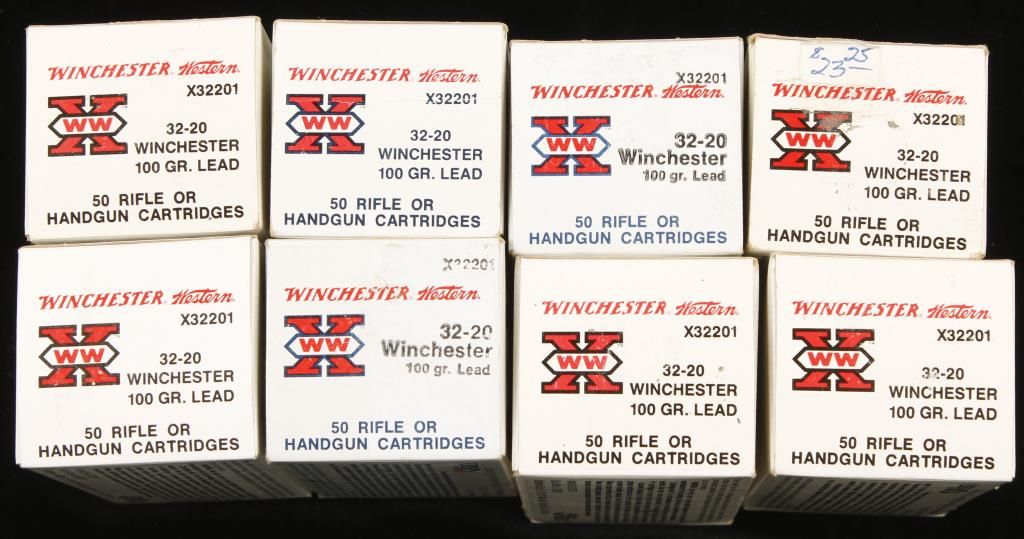 WINCHESTER Western
X32201
WW
32-20
WINCHESTER
100 GR. LEAD
50 RIFLE OR
HANDGUN CARTRIDGES
WINCHESTER Western
X32201
WW
32-20
WINCHESTER
100 GR. LEAD
50 RIFLE OR
HANDGUN CARTRIDGES
X32201
WINCHESTER Western
WW
32-20
Winchester
100 gr. Lead
50 RIFLE OR
HANDGUN CARTRIDGES
$23.25
WINCHESTER Western
X32201
WW
32-20
WINCHESTER
100 GR. LEAD
50 RIFLE OR
HANDGUN CARTRIDGES
WINCHESTER Western
X32201
WW
32-20
WINCHESTER
100 GR. LEAD
50 RIFLE OR
HANDGUN CARTRIDGES
X32201
WINCHESTER Western
WW
32-20
Winchester
100 gr. Lead
50 RIFLE OR
HANDGUN CARTRIDGES
WINCHESTER Western
X32201
WW
32-20
WINCHESTER
100 GR. LEAD
50 RIFLE OR
HANDGUN CARTRIDGES
WINCHESTER Western
X32201
WW
32-20
WINCHESTER
100 GR. LEAD
50 RIFLE OR
HANDGUN CARTRIDGES